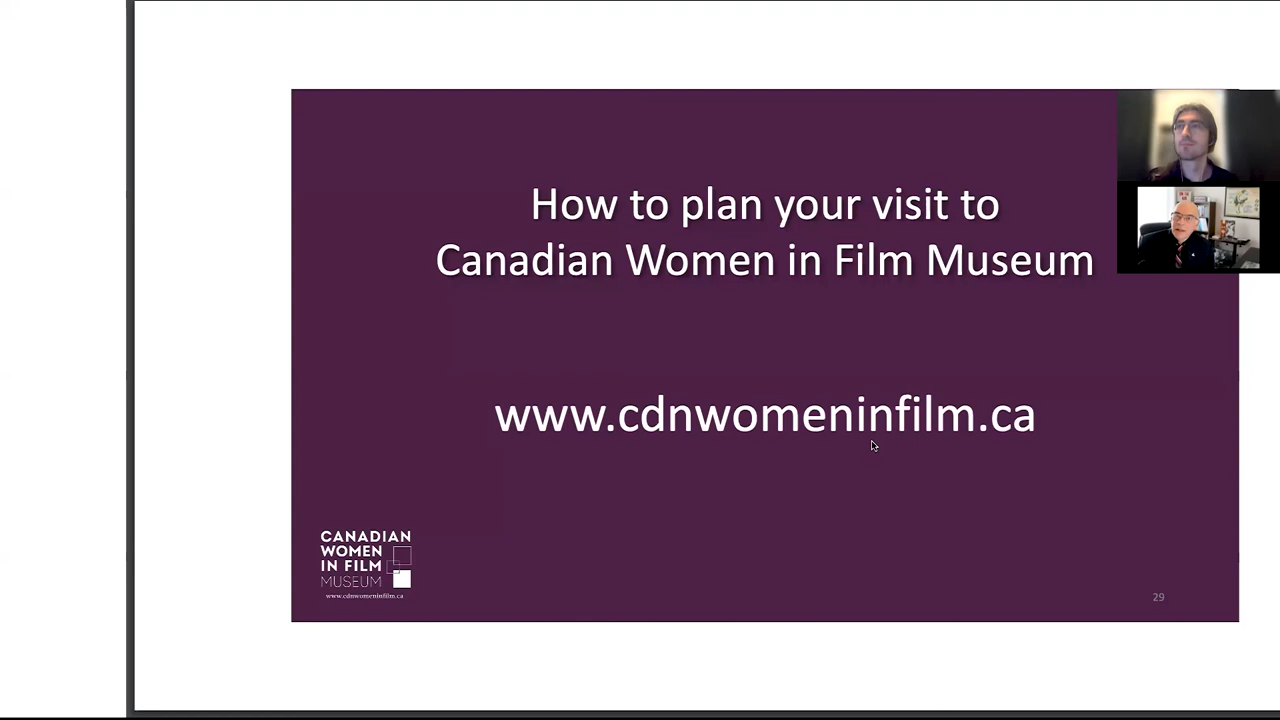 How to plan your visit to
Canadian Women in Film Museum
www.cdnwomeninfilm.ca
CANADIAN
WOMEN
IN FILM
MUSEUM
www.cdnwomeninfilm.ca
29